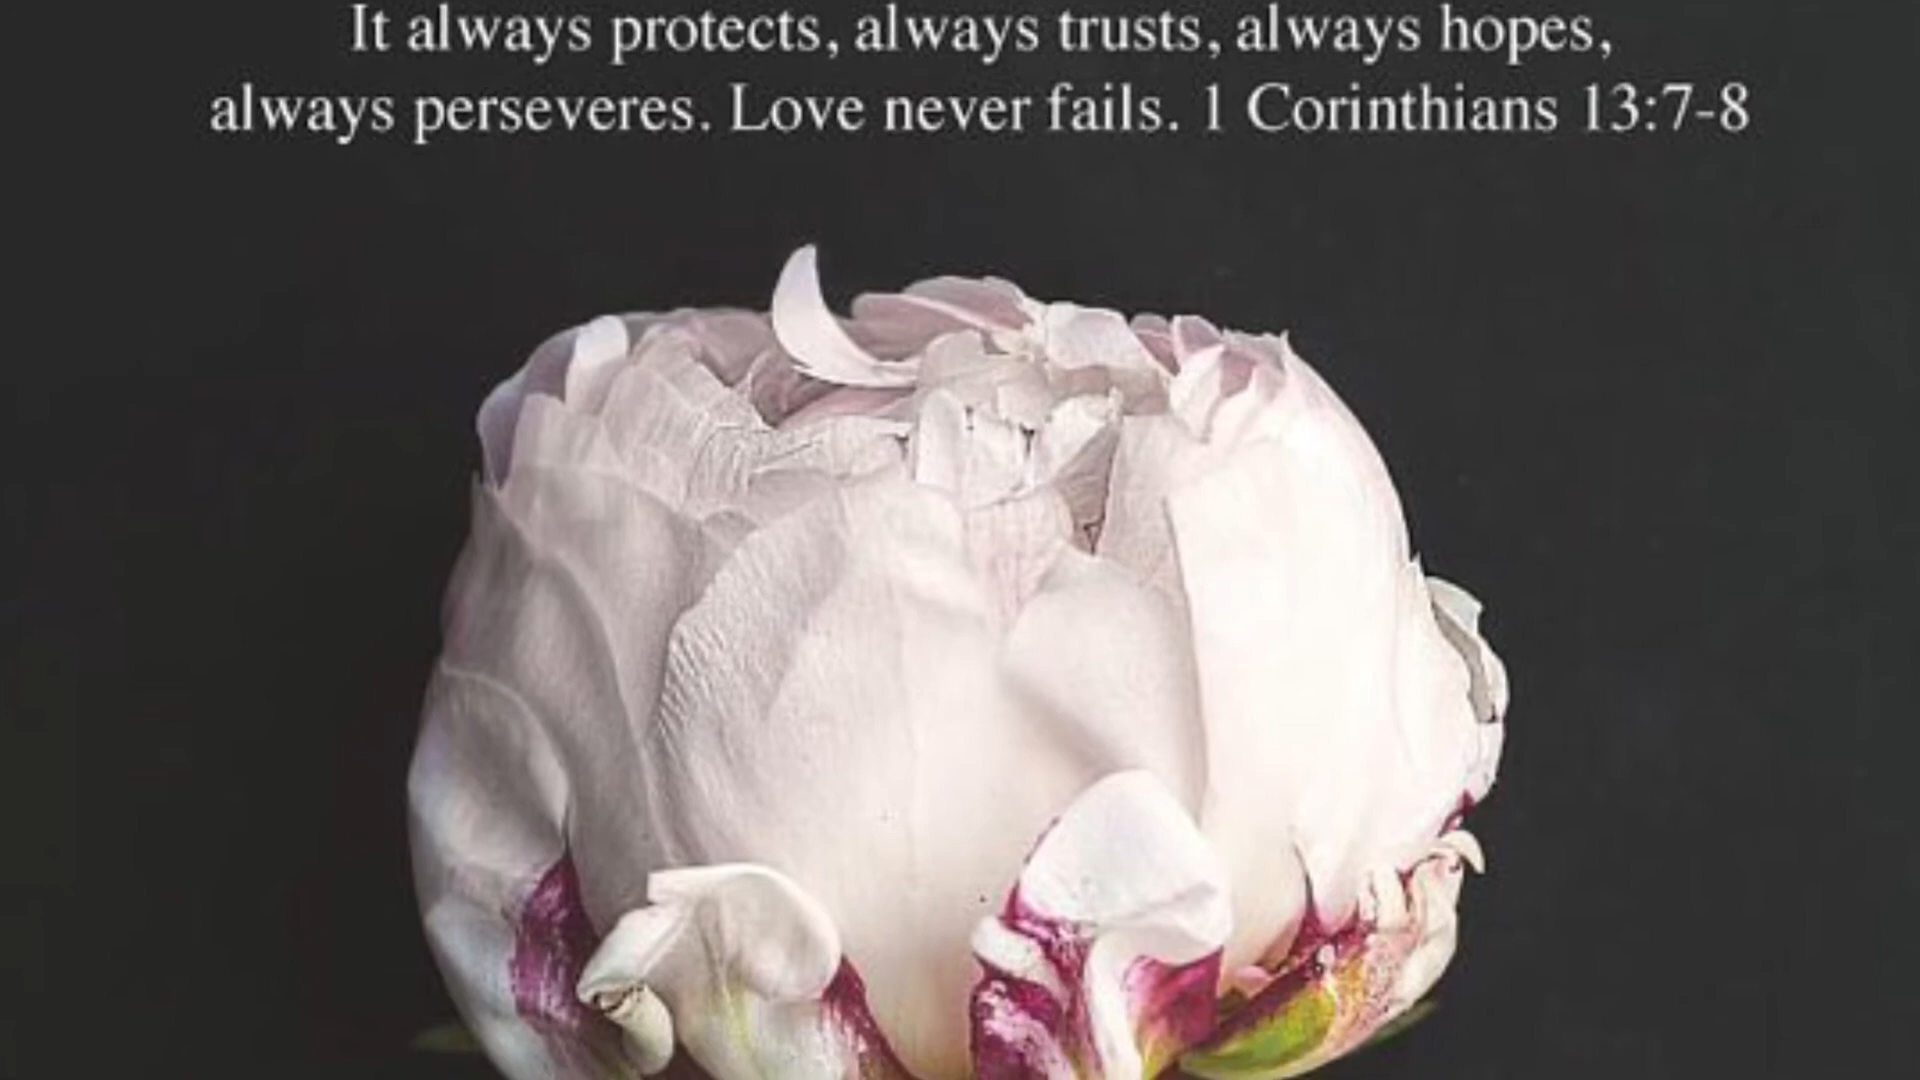 It always protects, always trusts, always hopes,
always perseveres. Love never fails. 1 Corinthians 13:7-8